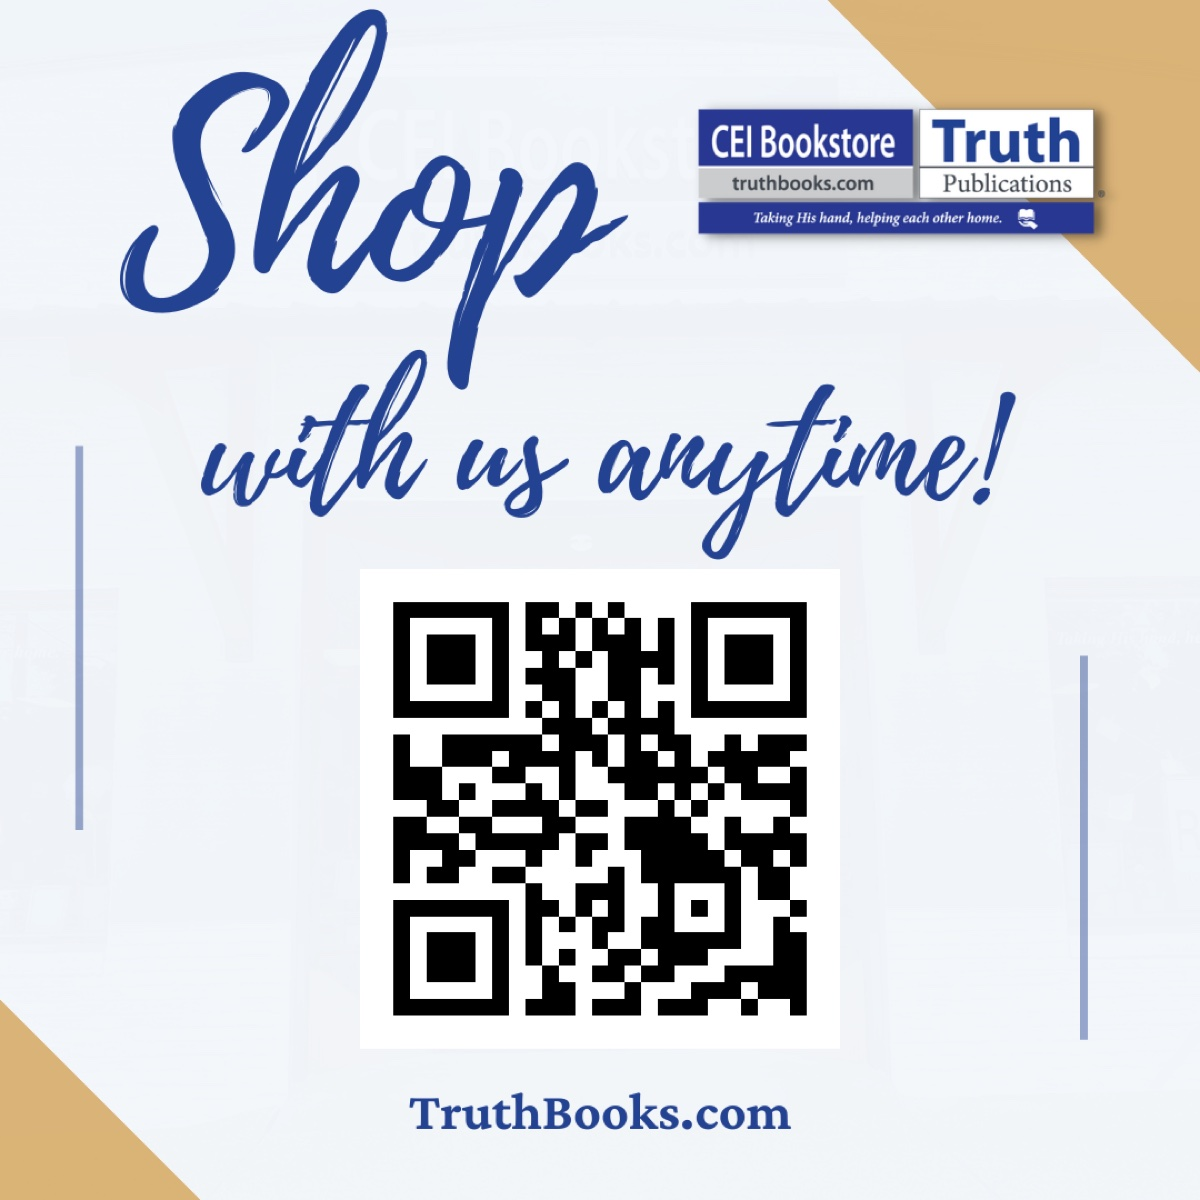 Shop
CEI Bookstore
truthbooks.com
Truth
Publications
Taking His hand, helping each other home.
with us anytime!
TruthBooks.com